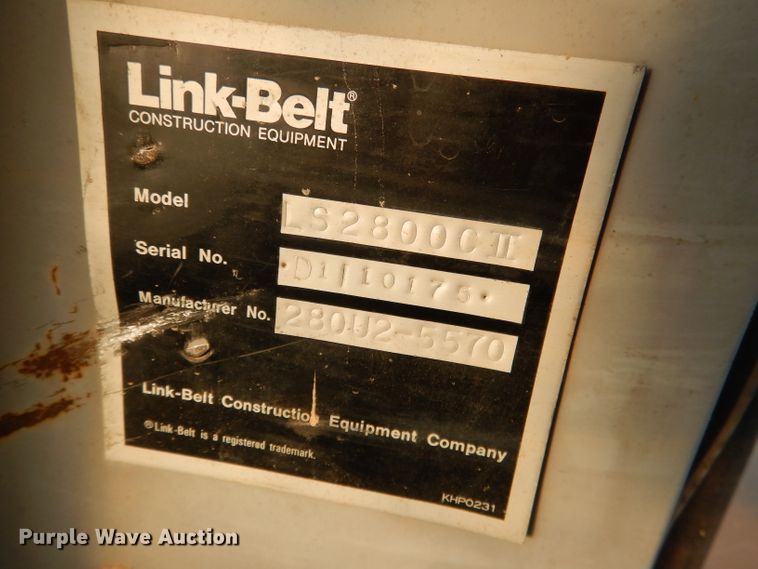 Link-Belt®
CONSTRUCTION EQUIPMENT
Model LS2800CII
Serial No. D1J10175
Manufacturer No. 280U2-5570
Link-Belt Construction Equipment Company
® Link-Belt is a registered trademark.
KHP0231
Purple Wave Auction